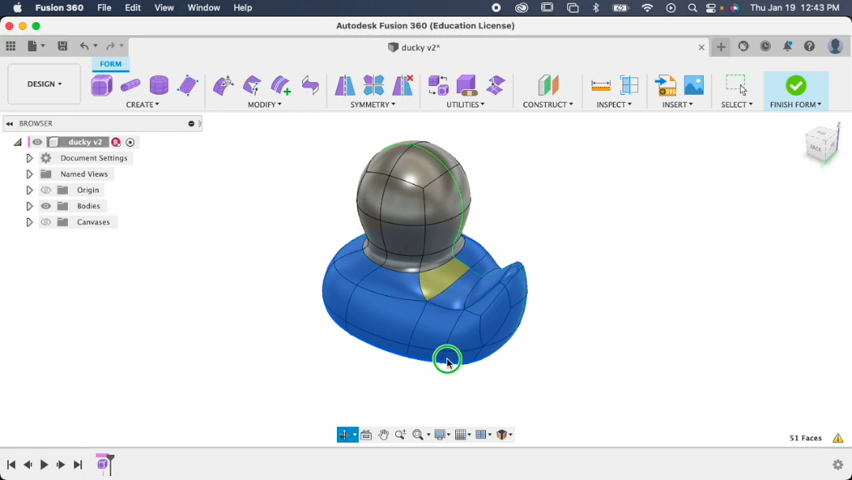 Fusion 360 File Edit View Window Help Thu Jan 19 12:43 PM
Autodesk Fusion 360 (Education License)
ducky v2*
FORM
DESIGN
CREATE MODIFY SYMMETRY UTILITIES CONSTRUCT INSPECT INSERT SELECT FINISH FORM
BROWSER
ducky v2
Document Settings
Named Views
Origin
Bodies
Canvases
BACK
51 Faces